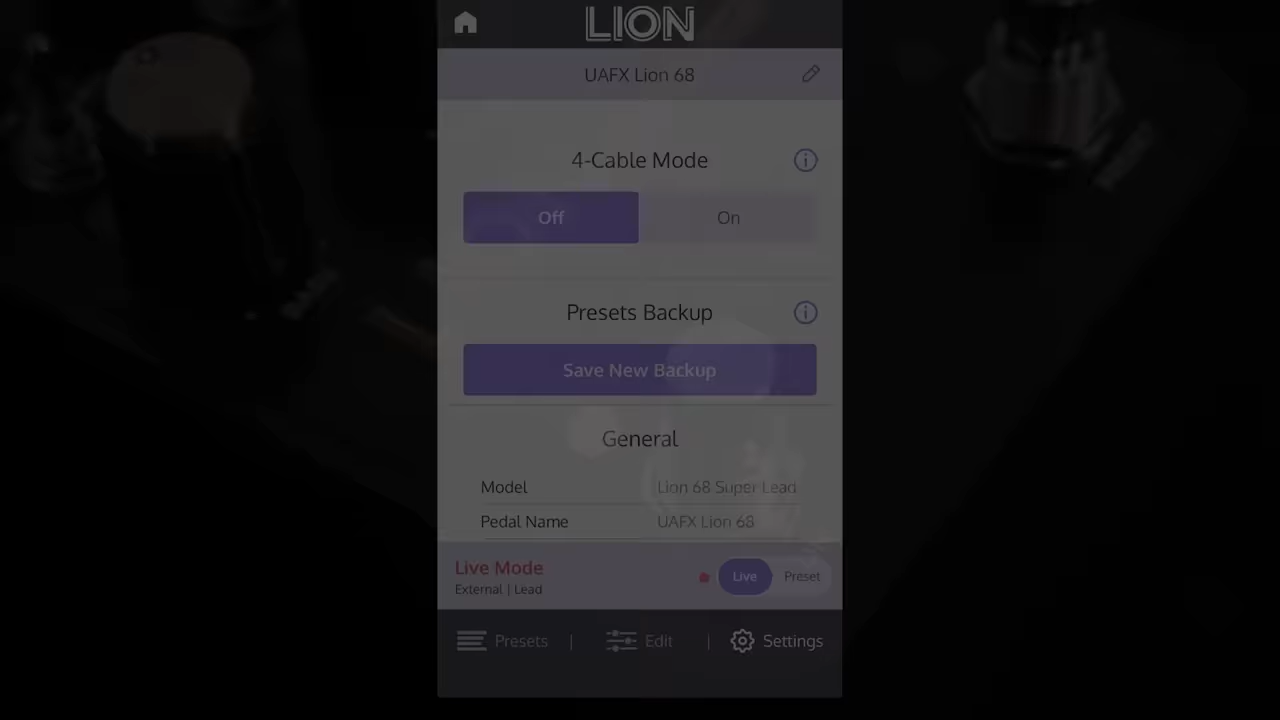 LION
UAFX Lion 68
4-Cable Mode
Off On
Presets Backup
Save New Backup
General
Model Lion 68 Super Lead
Pedal Name UAFX Lion 68
Live Mode
External | Lead
Live Preset
Presets | Edit | Settings